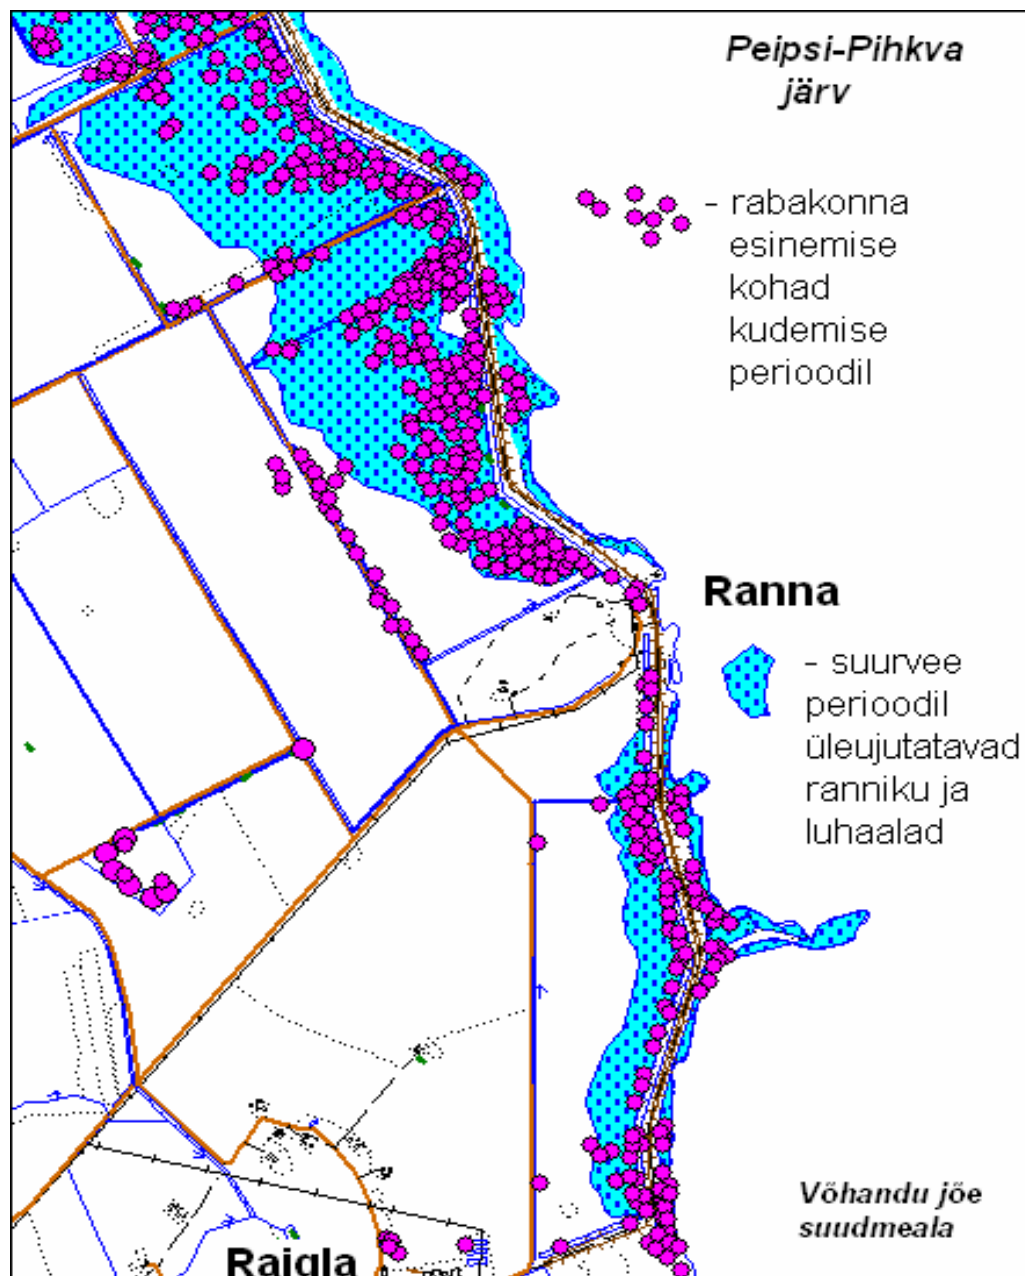 Peipsi-Pihkva
järv
- rabakonna
esinemise
kohad
kudemise
perioodil
Ranna
- suurvee
perioodil
üleujutatavad
ranniku ja
luhaalad
Võhandu jõe
suudmeala
Raigla